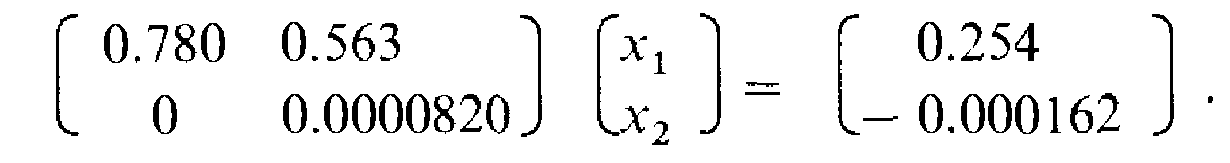 0.780 0.563 x₁ 0.254
0 0.0000820 x₂ = − 0.000162 .